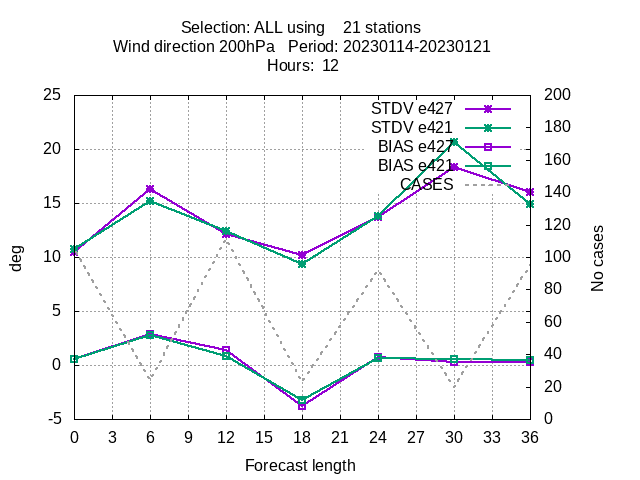 Selection: ALL using    21 stations
Wind direction 200hPa   Period: 20230114-20230121
Hours:  12
STDV e427
STDV e421
BIAS e427
BIAS e421
CASES
25
20
15
10
5
0
-5
200
180
160
140
120
100
80
60
40
20
0
deg
No cases
0 3 6 9 12 15 18 21 24 27 30 33 36
Forecast length